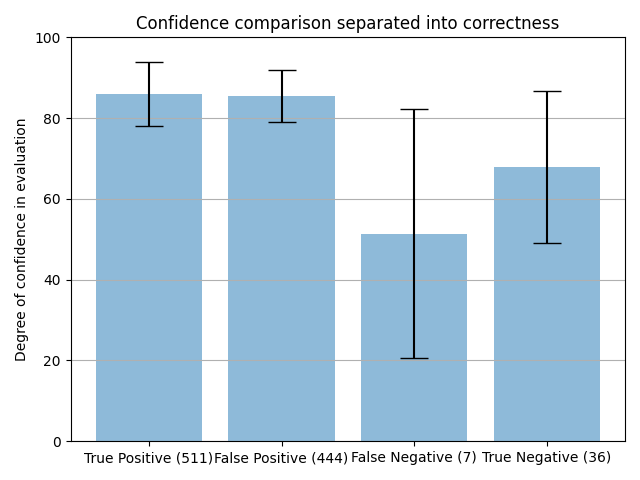 Confidence comparison separated into correctness
Degree of confidence in evaluation
100
80
60
40
20
0
True Positive (511)
False Positive (444)
False Negative (7)
True Negative (36)